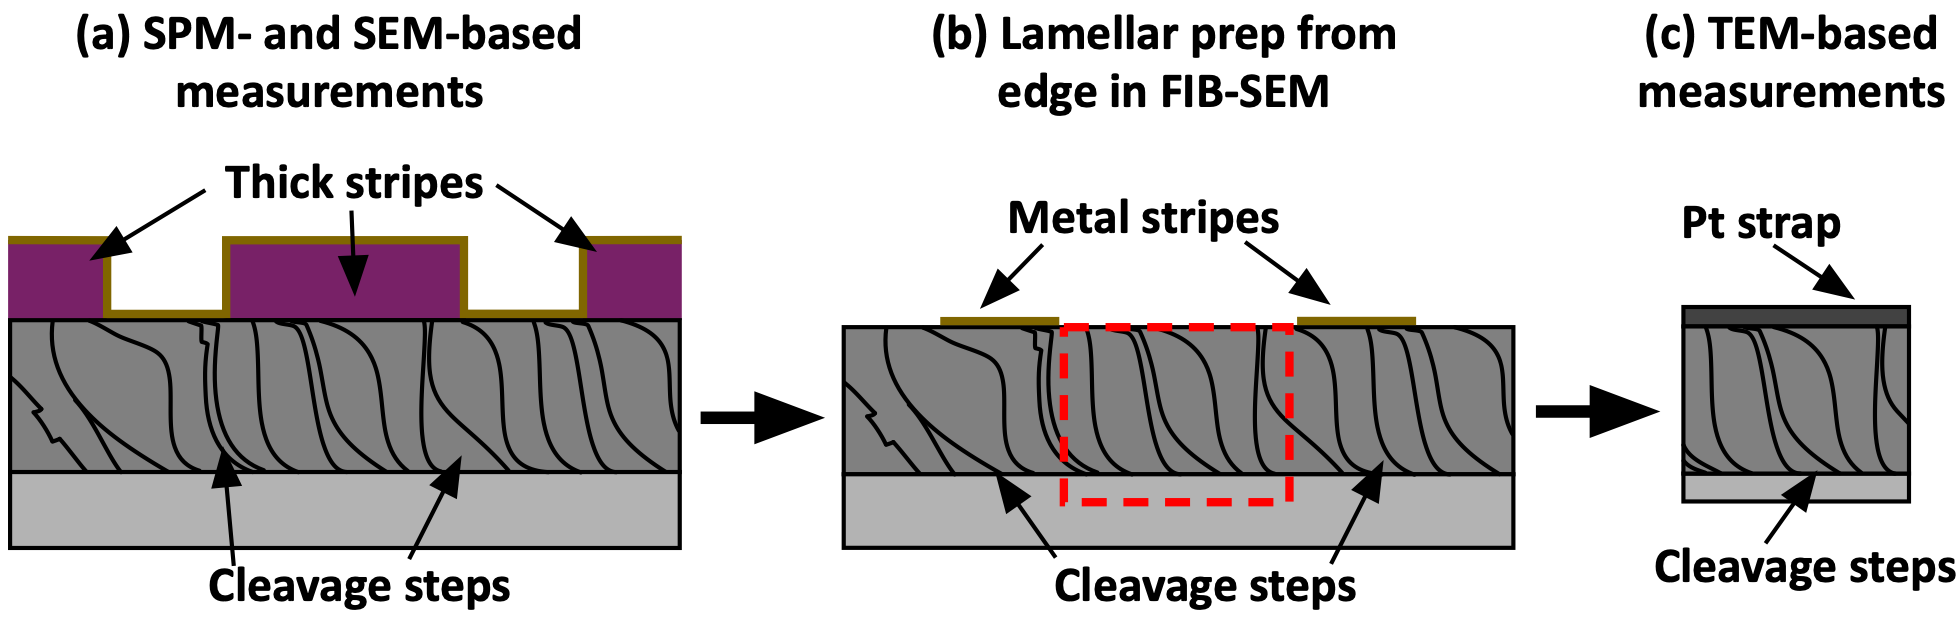 (a) SPM- and SEM-based
measurements
(b) Lamellar prep from
edge in FIB-SEM
(c) TEM-based
measurements
Thick stripes
Metal stripes
Pt strap
Cleavage steps
Cleavage steps
Cleavage steps